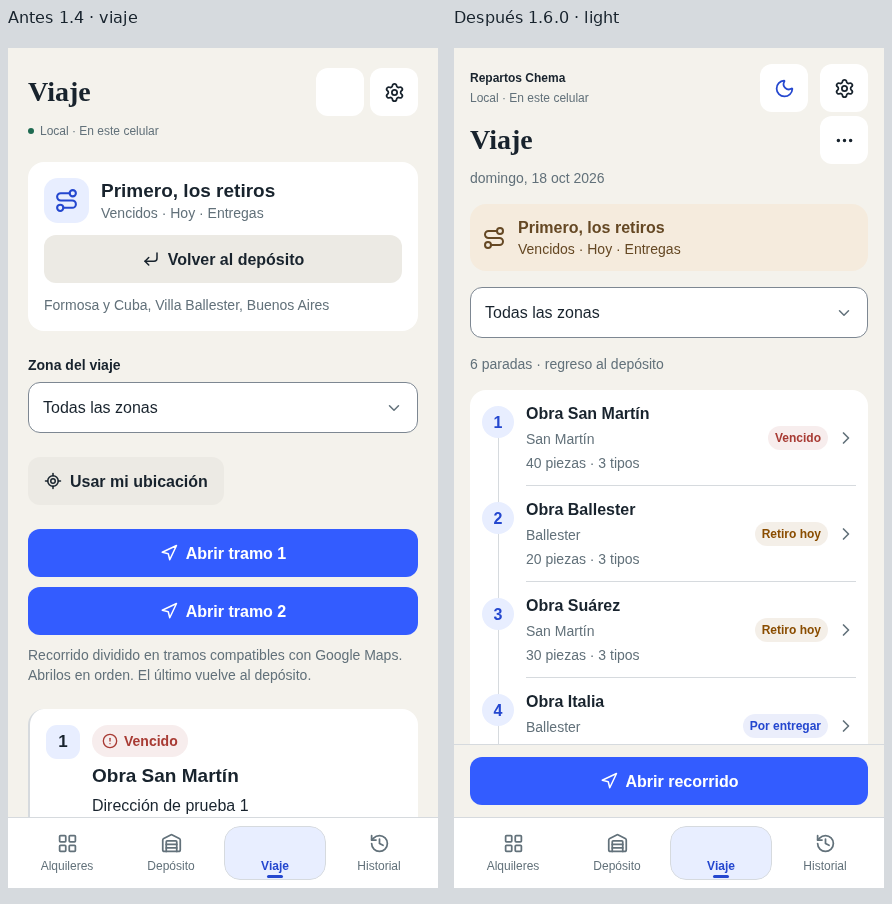 Antes 1.4 · viaje
Viaje
Local · En este celular
Primero, los retiros
Vencidos · Hoy · Entregas
Volver al depósito
Formosa y Cuba, Villa Ballester, Buenos Aires
Zona del viaje
Todas las zonas
Usar mi ubicación
Abrir tramo 1
Abrir tramo 2
Recorrido dividido en tramos compatibles con Google Maps.
Abrilos en orden. El último vuelve al depósito.
1
Vencido
Obra San Martín
Dirección de prueba 1
Alquileres
Depósito
Viaje
Historial
Después 1.6.0 · light
Repartos Chema
Local · En este celular
Viaje
domingo, 18 oct 2026
Primero, los retiros
Vencidos · Hoy · Entregas
Todas las zonas
6 paradas · regreso al depósito
1
Obra San Martín
San Martín
40 piezas · 3 tipos
Vencido
2
Obra Ballester
Ballester
20 piezas · 3 tipos
Retiro hoy
3
Obra Suárez
San Martín
30 piezas · 3 tipos
Retiro hoy
4
Obra Italia
Ballester
Por entregar
Abrir recorrido
Alquileres
Depósito
Viaje
Historial